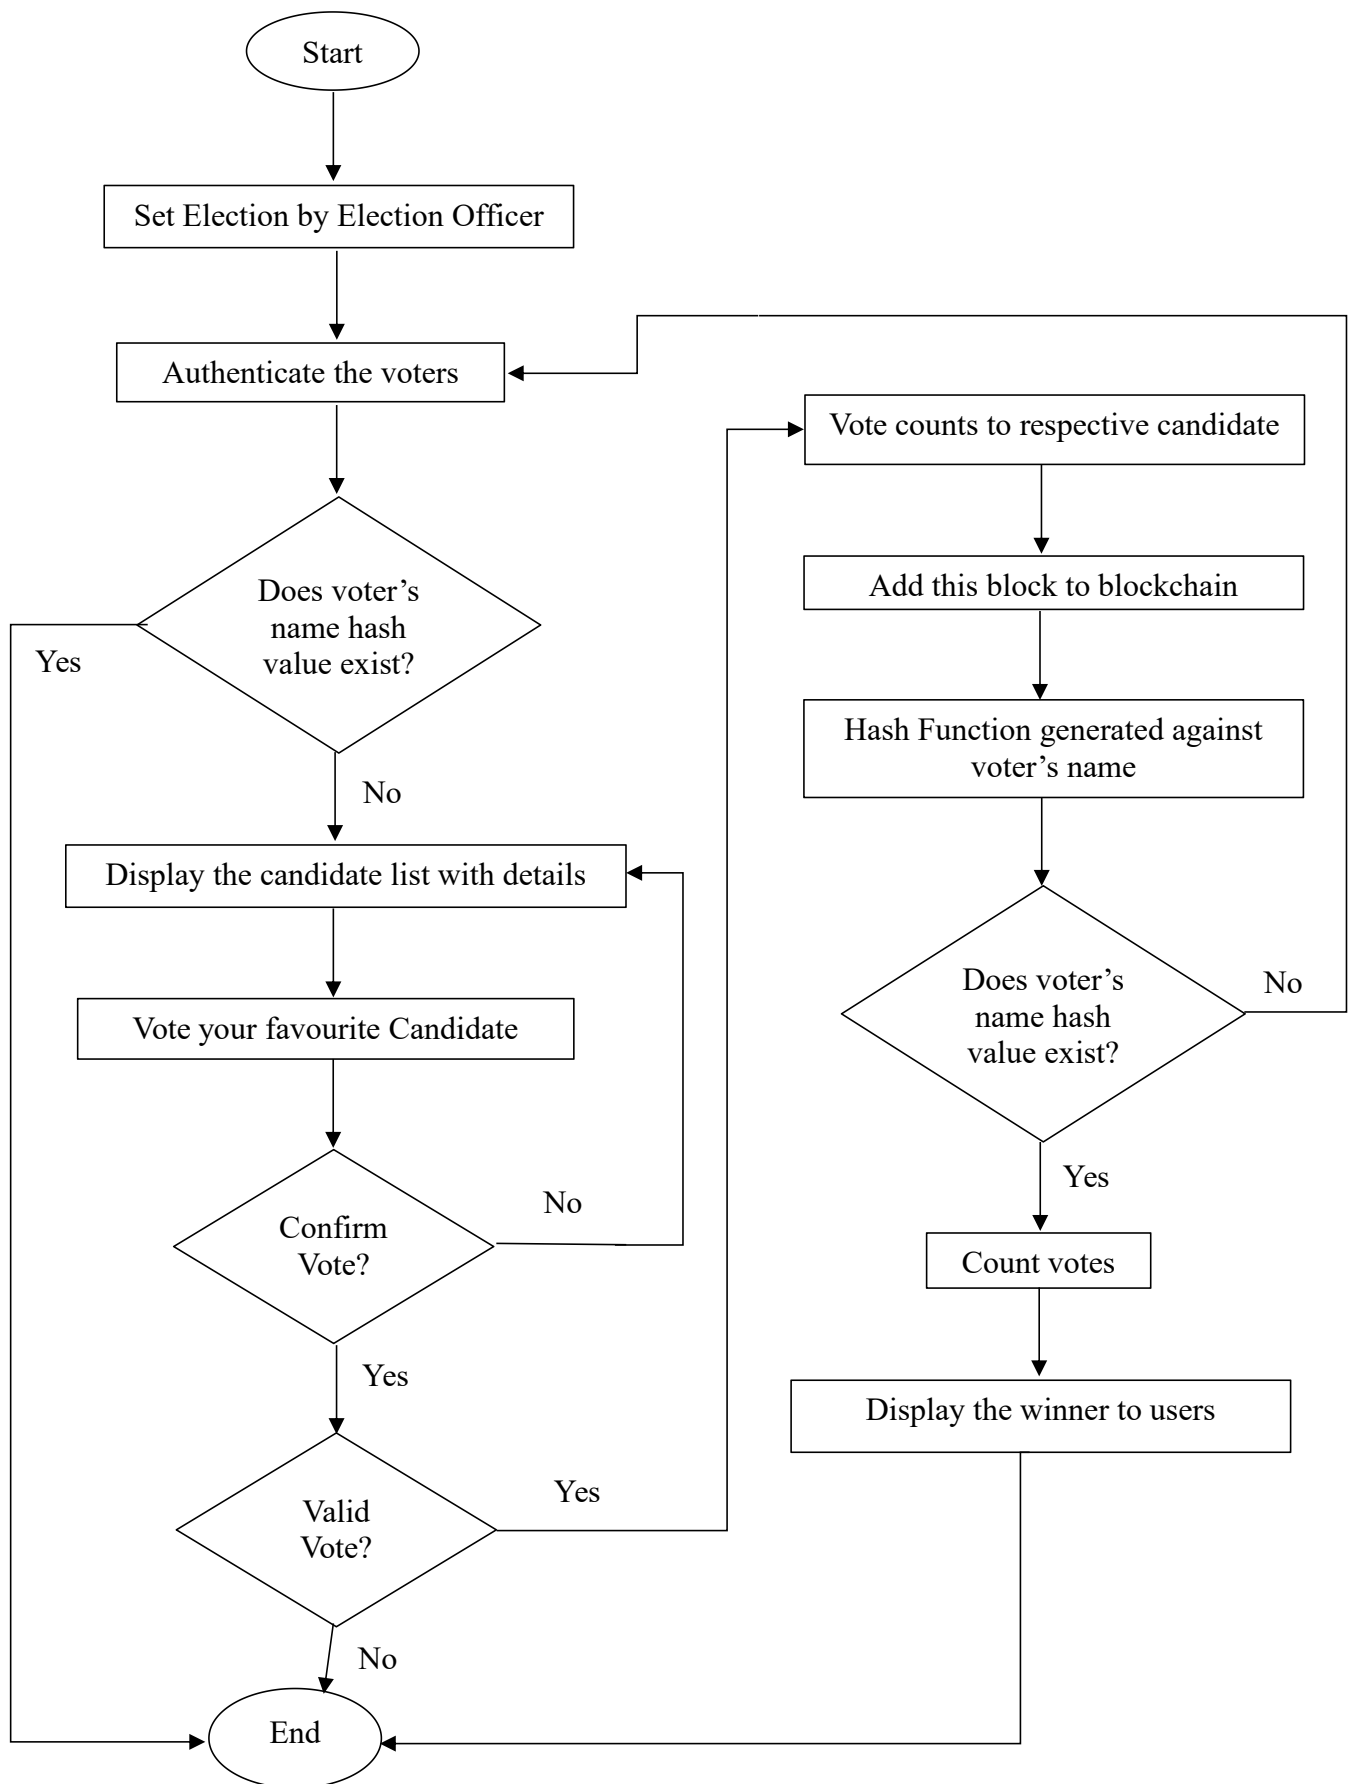 Start
Set Election by Election Officer
Authenticate the voters
Does voter’s
name hash
value exist?
Yes
No
Display the candidate list with details
Vote your favourite Candidate
Confirm
Vote?
No
Yes
Valid
Vote?
Yes
No
End
Vote counts to respective candidate
Add this block to blockchain
Hash Function generated against
voter’s name
Does voter’s
name hash
value exist?
No
Yes
Count votes
Display the winner to users